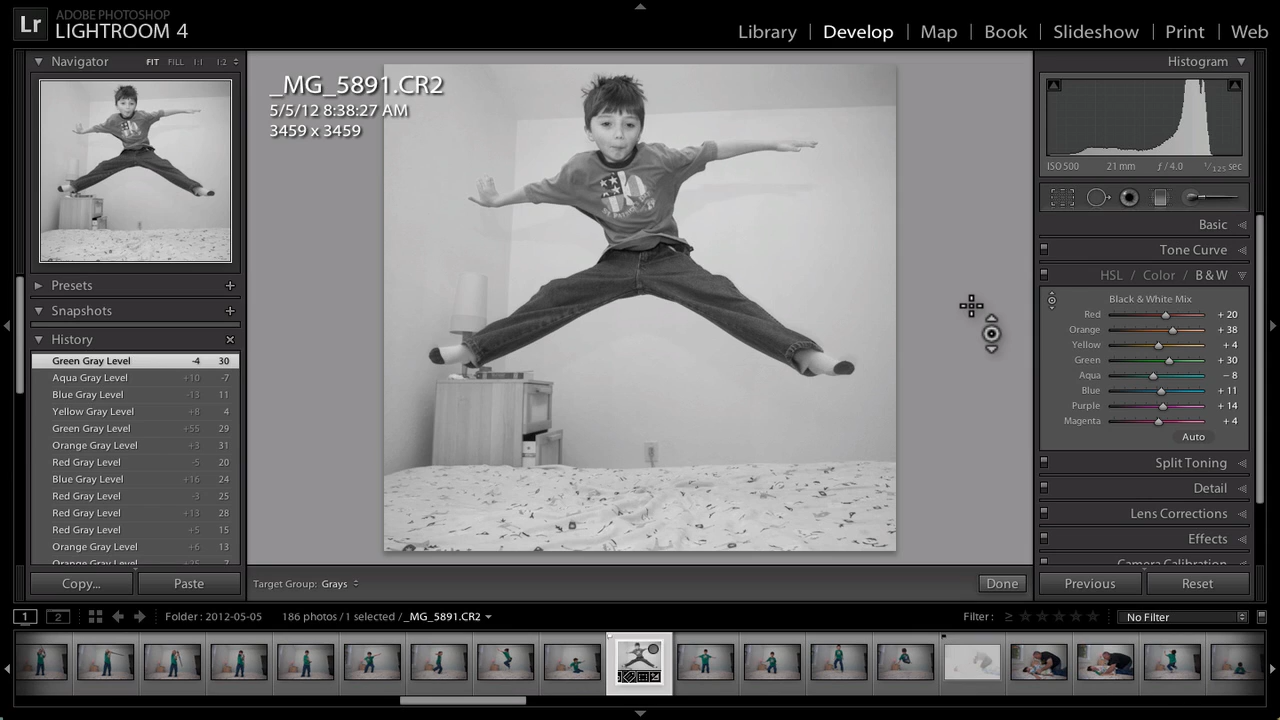 Lr
ADOBE PHOTOSHOP
LIGHTROOM 4
Library | Develop | Map | Book | Slideshow | Print | Web
Navigator FIT FILL 1:1 1:2
Presets
Snapshots
History
Green Gray Level -4 30
Aqua Gray Level +10 -7
Blue Gray Level -13 11
Yellow Gray Level +8 4
Green Gray Level +55 29
Orange Gray Level +3 31
Red Gray Level -5 20
Blue Gray Level +16 24
Red Gray Level -3 25
Red Gray Level +13 28
Red Gray Level +5 15
Orange Gray Level +6 13
Copy... Paste
_MG_5891.CR2
5/5/12 8:38:27 AM
3459 x 3459
Target Group: Grays Done
Histogram
ISO 500 21 mm ƒ / 4.0 1/125 sec
Basic
Tone Curve
HSL / Color / B & W
Black & White Mix
Red + 20
Orange + 38
Yellow + 4
Green + 30
Aqua - 8
Blue + 11
Purple + 14
Magenta + 4
Auto
Split Toning
Detail
Lens Corrections
Effects
Camera Calibration
Previous Reset
1 2 Folder : 2012-05-05 186 photos / 1 selected / _MG_5891.CR2 Filter : ≥ No Filter